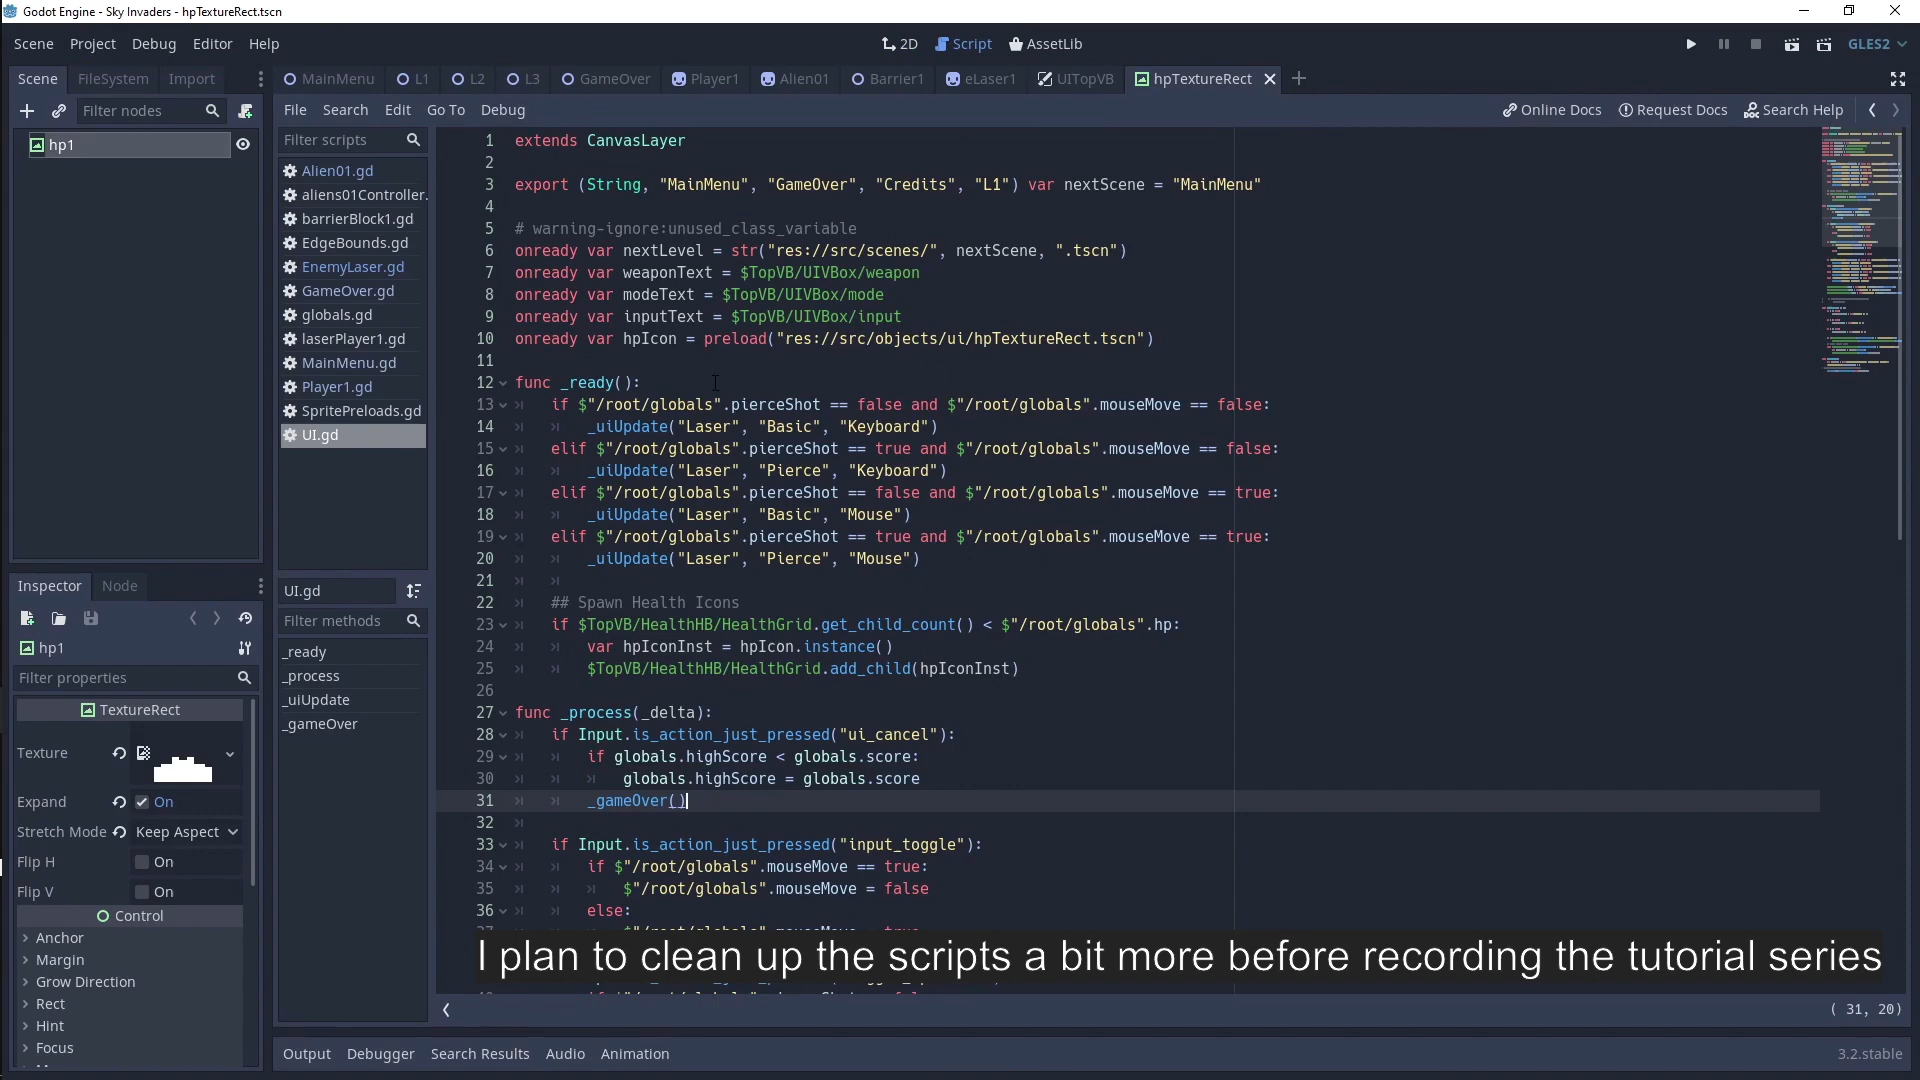 Godot Engine - Sky Invaders - hpTextureRect.tscn
Scene Project Debug Editor Help
2D Script AssetLib
GLES2
Scene FileSystem Import
MainMenu L1 L2 L3 GameOver Player1 Alien01 Barrier1 eLaser1 UITopVB hpTextureRect
Filter nodes
File Search Edit Go To Debug
Online Docs Request Docs Search Help
hp1
Filter scripts
Alien01.gd
aliens01Controller.
barrierBlock1.gd
EdgeBounds.gd
EnemyLaser.gd
GameOver.gd
globals.gd
laserPlayer1.gd
MainMenu.gd
Player1.gd
SpritePreloads.gd
UI.gd
UI.gd
Filter methods
_ready
_process
_uiUpdate
_gameOver
1 extends CanvasLayer
2
3 export (String, "MainMenu", "GameOver", "Credits", "L1") var nextScene = "MainMenu"
4
5 # warning-ignore:unused_class_variable
6 onready var nextLevel = str("res://src/scenes/", nextScene, ".tscn")
7 onready var weaponText = $TopVB/UIVBox/weapon
8 onready var modeText = $TopVB/UIVBox/mode
9 onready var inputText = $TopVB/UIVBox/input
10 onready var hpIcon = preload("res://src/objects/ui/hpTextureRect.tscn")
11
12 func _ready():
13 if $"/root/globals".pierceShot == false and $"/root/globals".mouseMove == false:
14 _uiUpdate("Laser", "Basic", "Keyboard")
15 elif $"/root/globals".pierceShot == true and $"/root/globals".mouseMove == false:
16 _uiUpdate("Laser", "Pierce", "Keyboard")
17 elif $"/root/globals".pierceShot == false and $"/root/globals".mouseMove == true:
18 _uiUpdate("Laser", "Basic", "Mouse")
19 elif $"/root/globals".pierceShot == true and $"/root/globals".mouseMove == true:
20 _uiUpdate("Laser", "Pierce", "Mouse")
21
22 ## Spawn Health Icons
23 if $TopVB/HealthHB/HealthGrid.get_child_count() < $"/root/globals".hp:
24 var hpIconInst = hpIcon.instance()
25 $TopVB/HealthHB/HealthGrid.add_child(hpIconInst)
26
27 func _process(_delta):
28 if Input.is_action_just_pressed("ui_cancel"):
29 if globals.highScore < globals.score:
30 globals.highScore = globals.score
31 _gameOver()
32
33 if Input.is_action_just_pressed("input_toggle"):
34 if $"/root/globals".mouseMove == true:
35 $"/root/globals".mouseMove = false
36 else:
I plan to clean up the scripts a bit more before recording the tutorial series
( 31, 20)
Inspector Node
hp1
Filter properties
TextureRect
Texture
Expand On
Stretch Mode Keep Aspect
Flip H On
Flip V On
Control
Anchor
Margin
Grow Direction
Rect
Hint
Focus
Output Debugger Search Results Audio Animation
3.2.stable